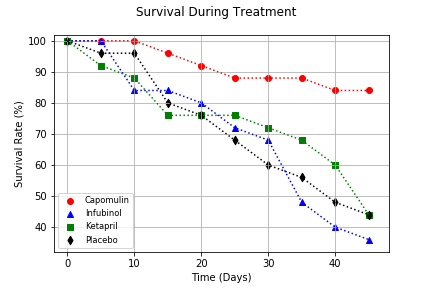 Survival During Treatment
100
90
80
70
60
50
40
Survival Rate (%)
Capomulin
Infubinol
Ketapril
Placebo
0
10
20
30
40
Time (Days)